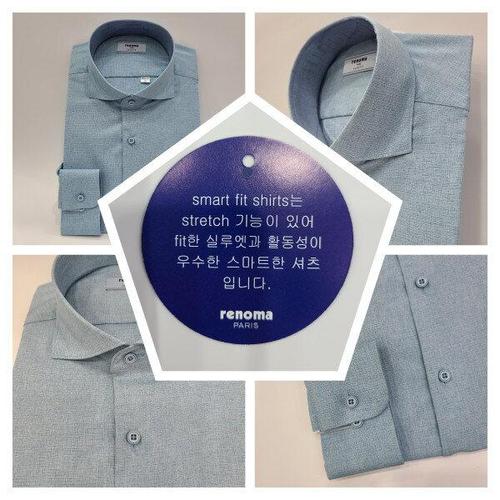 renoma
renoma
smart fit shirts는
stretch 기능이 있어
fit한 실루엣과 활동성이
우수한 스마트한 셔츠
입니다.
renoma
PARIS